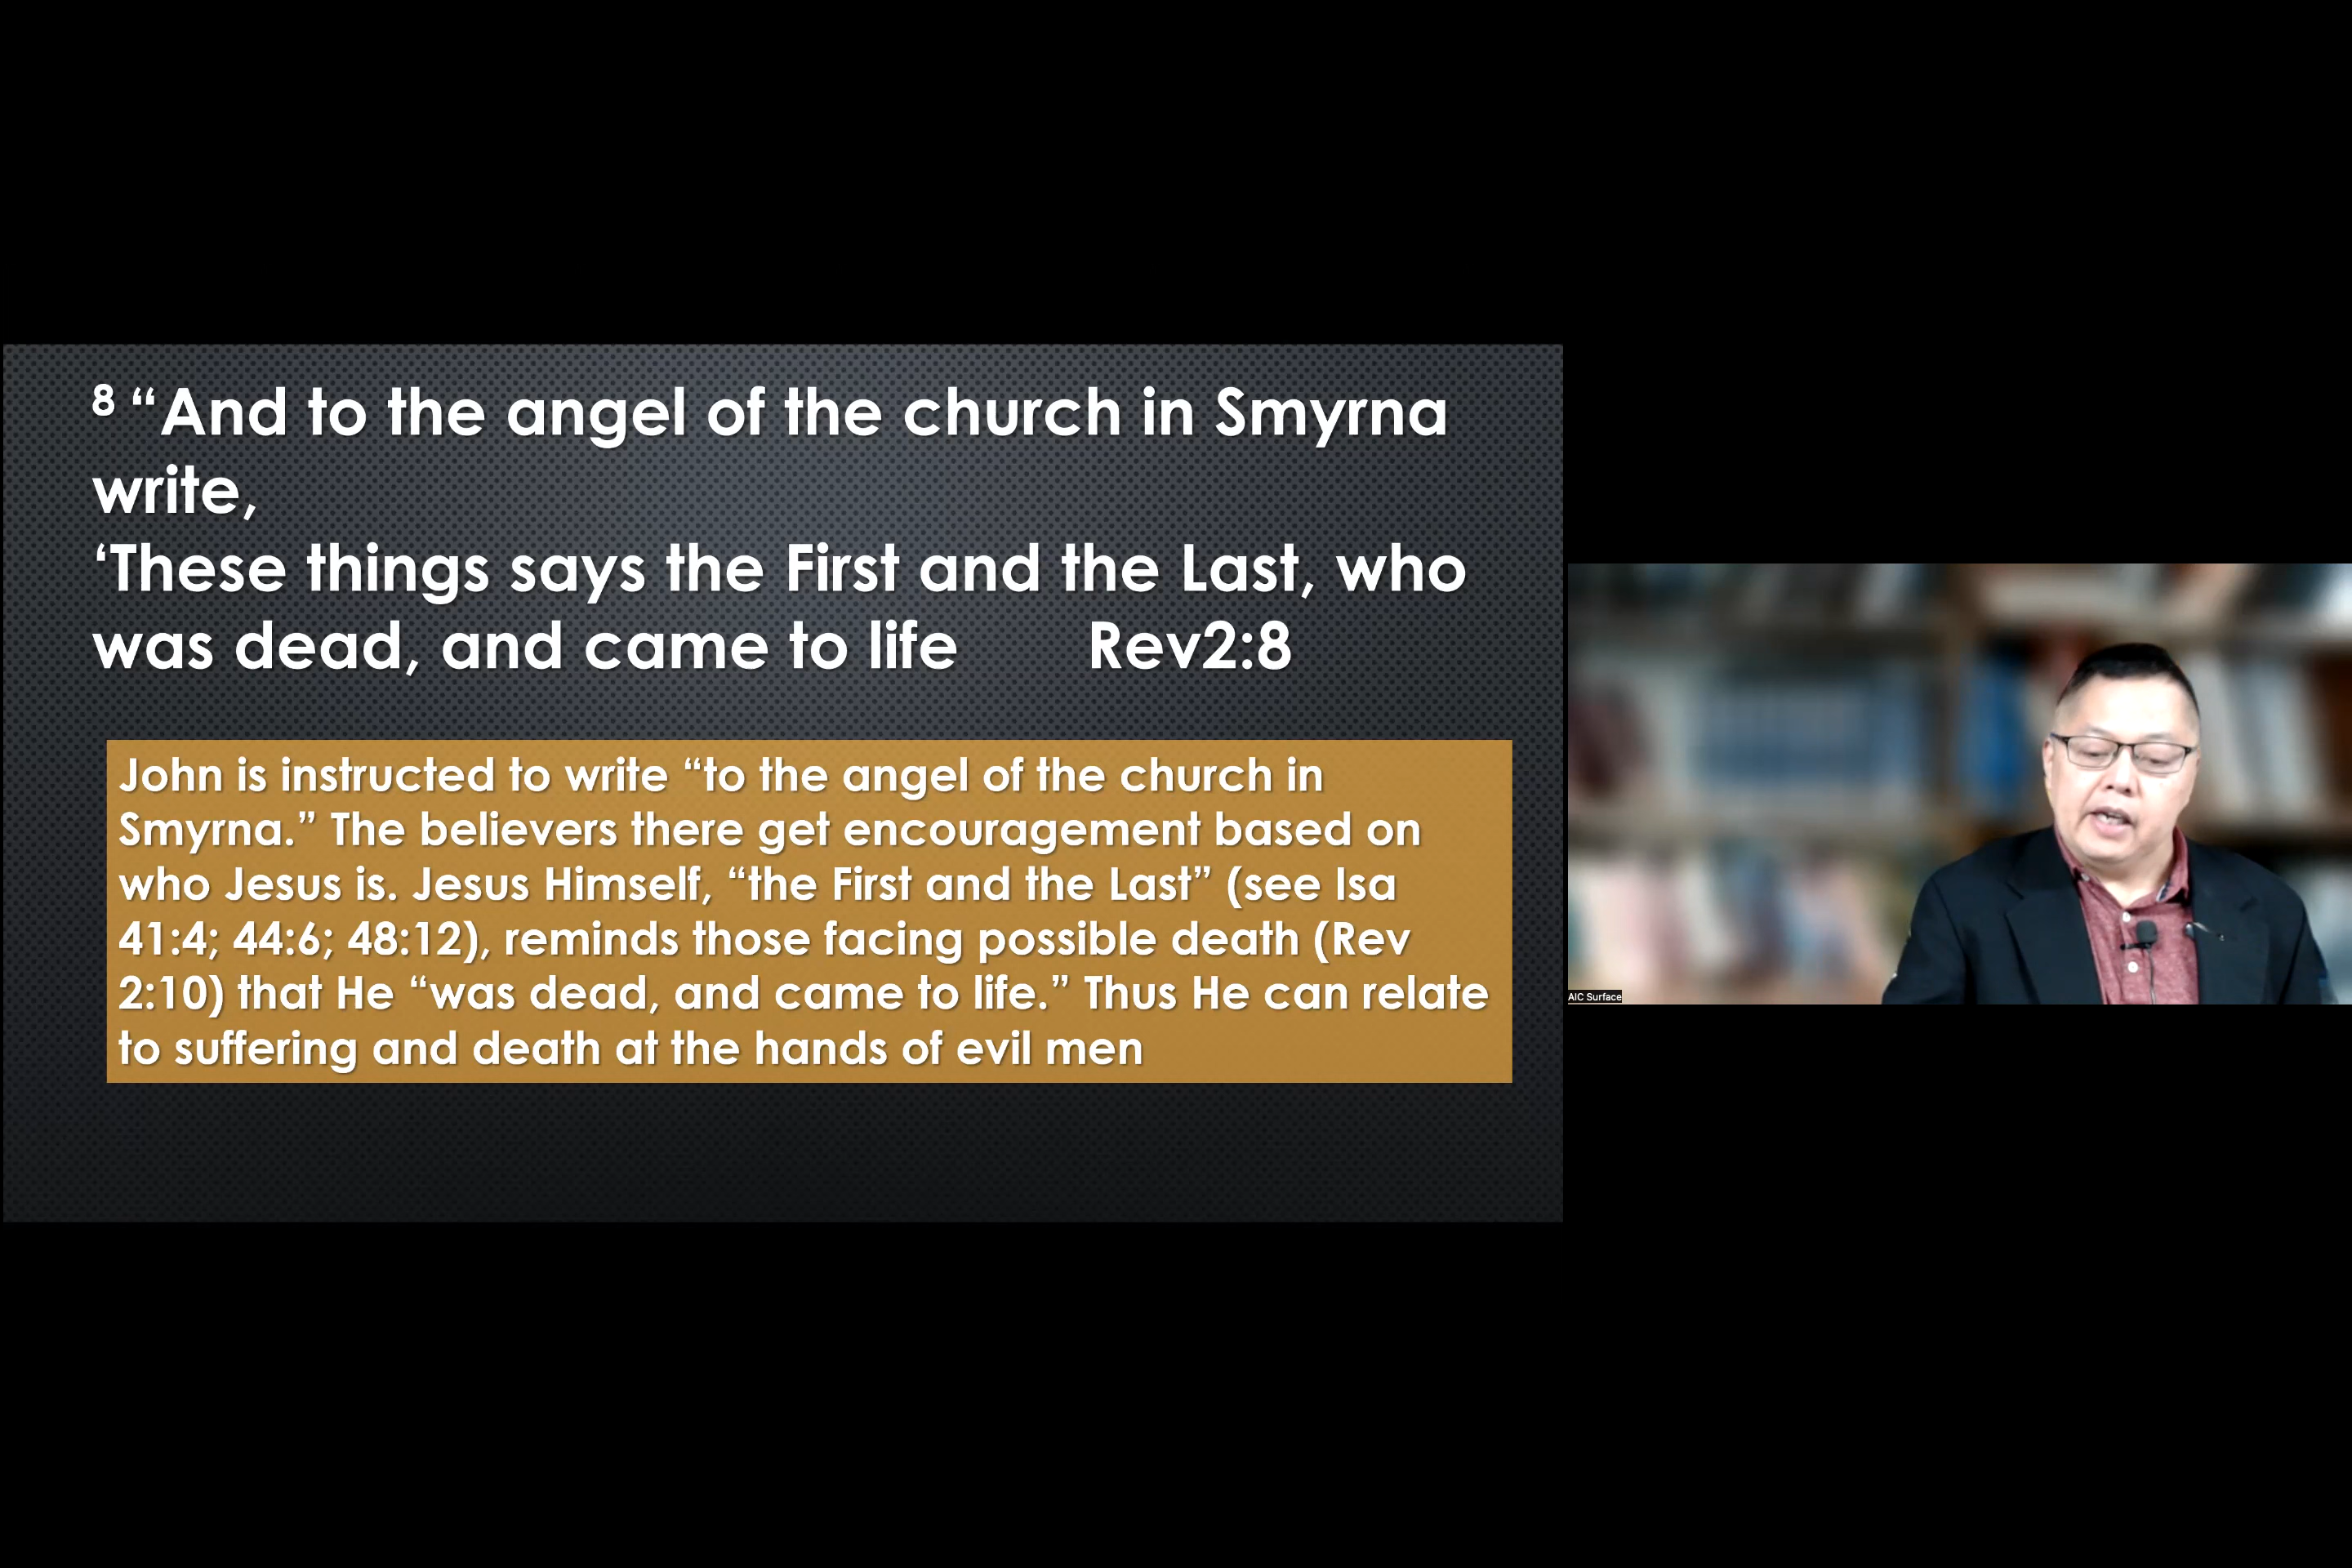 8 “And to the angel of the church in Smyrna
write,
‘These things says the First and the Last, who
was dead, and came to life Rev2:8
John is instructed to write “to the angel of the church in
Smyrna.” The believers there get encouragement based on
who Jesus is. Jesus Himself, “the First and the Last” (see Isa
41:4; 44:6; 48:12), reminds those facing possible death (Rev
2:10) that He “was dead, and came to life.” Thus He can relate
to suffering and death at the hands of evil men
AIC Surface